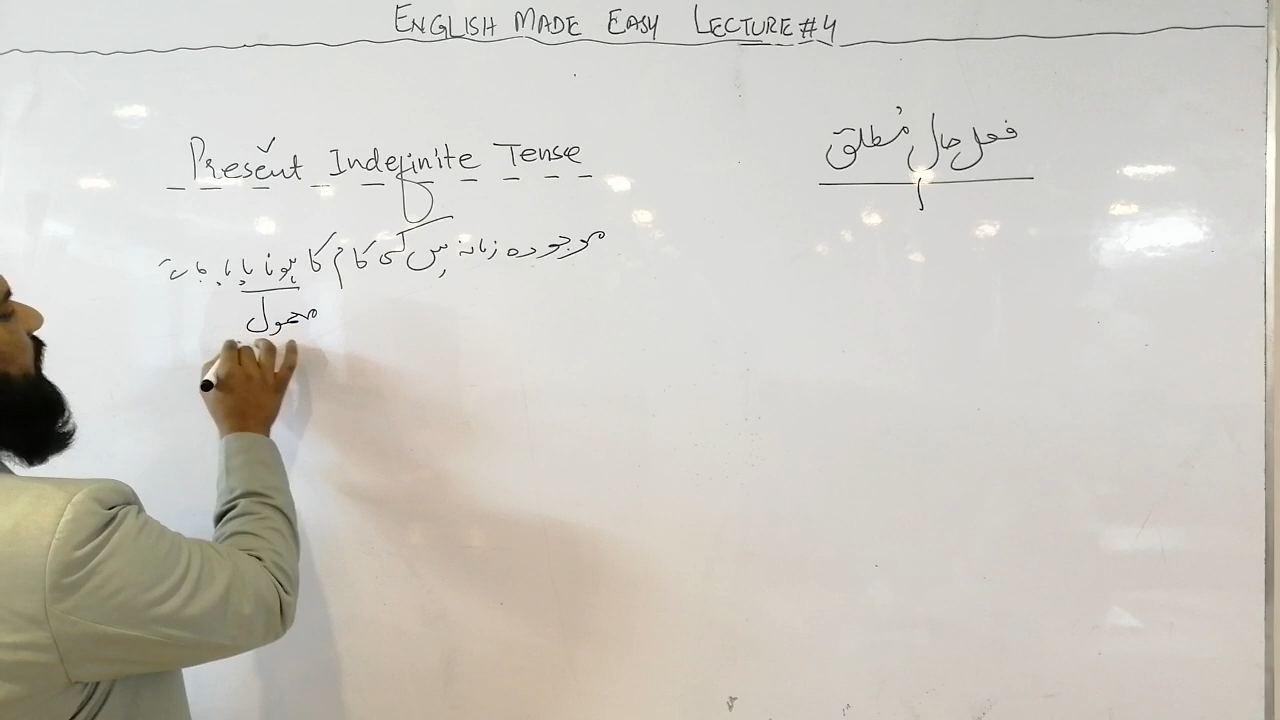 ENGLISH MADE EASY LECTURE #4
Present Indefinite Tense
فعل حال مُطلق
موجودہ زمانہ میں کسی کام کا ہونا پایا جائے
معمول